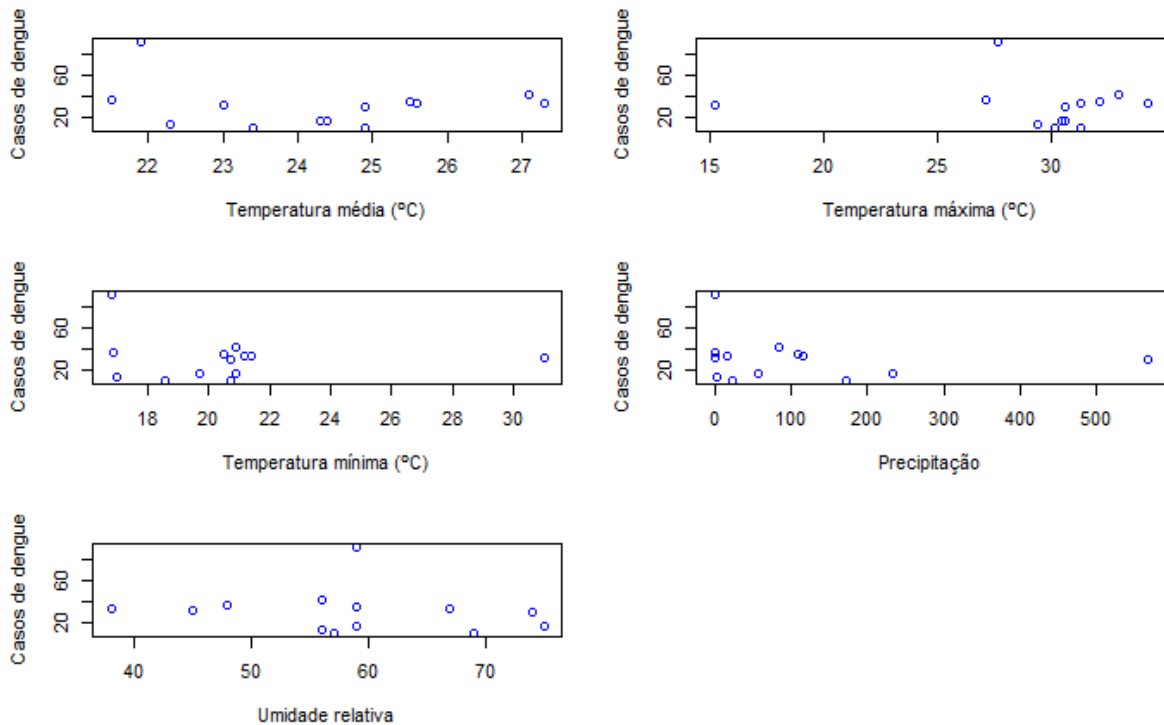 Casos de dengue
20 60
22 23 24 25 26 27
Temperatura média (ºC)
Casos de dengue
20 60
15 20 25 30
Temperatura máxima (ºC)
Casos de dengue
20 60
18 20 22 24 26 28 30
Temperatura mínima (ºC)
Casos de dengue
20 60
0 100 200 300 400 500
Precipitação
Casos de dengue
20 60
40 50 60 70
Umidade relativa